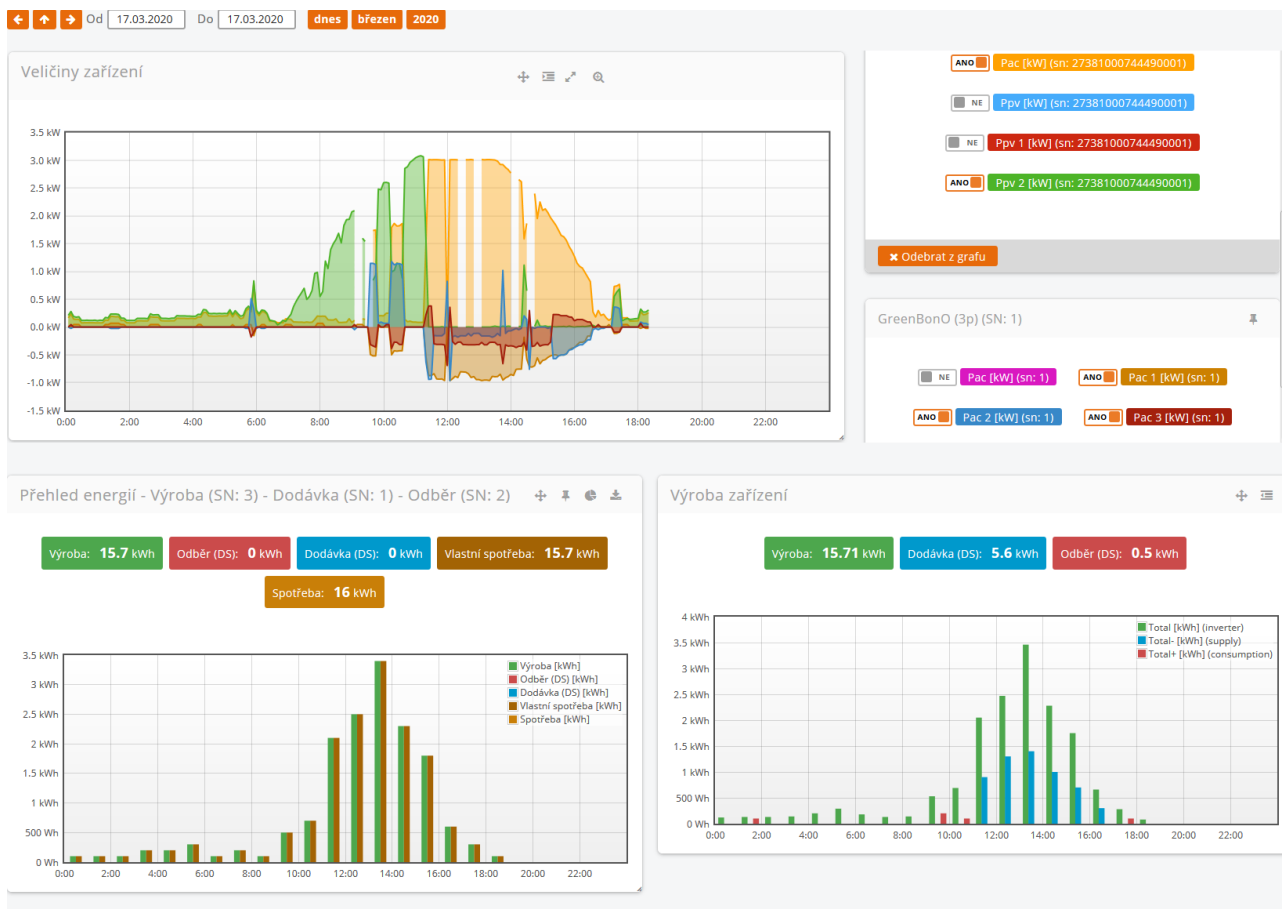 Od 17.03.2020 Do 17.03.2020 dnes březen 2020
Veličiny zařízení
3.5 kW
3.0 kW
2.5 kW
2.0 kW
1.5 kW
1.0 kW
0.5 kW
0.0 kW
-0.5 kW
-1.0 kW
-1.5 kW
0:00 2:00 4:00 6:00 8:00 10:00 12:00 14:00 16:00 18:00 20:00 22:00
ANO Pac [kW] (sn: 27381000744490001)
NE Ppv [kW] (sn: 27381000744490001)
NE Ppv 1 [kW] (sn: 27381000744490001)
ANO Ppv 2 [kW] (sn: 27381000744490001)
Odebrat z grafu
GreenBonO (3p) (SN: 1)
NE Pac [kW] (sn: 1) ANO Pac 1 [kW] (sn: 1)
ANO Pac 2 [kW] (sn: 1) ANO Pac 3 [kW] (sn: 1)
Přehled energií - Výroba (SN: 3) - Dodávka (SN: 1) - Odběr (SN: 2)
Výroba: 15.7 kWh Odběr (DS): 0 kWh Dodávka (DS): 0 kWh Vlastní spotřeba: 15.7 kWh
Spotřeba: 16 kWh
3.5 kWh
3 kWh
2.5 kWh
2 kWh
1.5 kWh
1 kWh
500 Wh
0 Wh
Výroba [kWh]
Odběr (DS) [kWh]
Dodávka (DS) [kWh]
Vlastní spotřeba [kWh]
Spotřeba [kWh]
0:00 2:00 4:00 6:00 8:00 10:00 12:00 14:00 16:00 18:00 20:00 22:00
Výroba zařízení
Výroba: 15.71 kWh Dodávka (DS): 5.6 kWh Odběr (DS): 0.5 kWh
4 kWh
3.5 kWh
3 kWh
2.5 kWh
2 kWh
1.5 kWh
1 kWh
500 Wh
0 Wh
Total [kWh] (inverter)
Total- [kWh] (supply)
Total+ [kWh] (consumption)
0:00 2:00 4:00 6:00 8:00 10:00 12:00 14:00 16:00 18:00 20:00 22:00